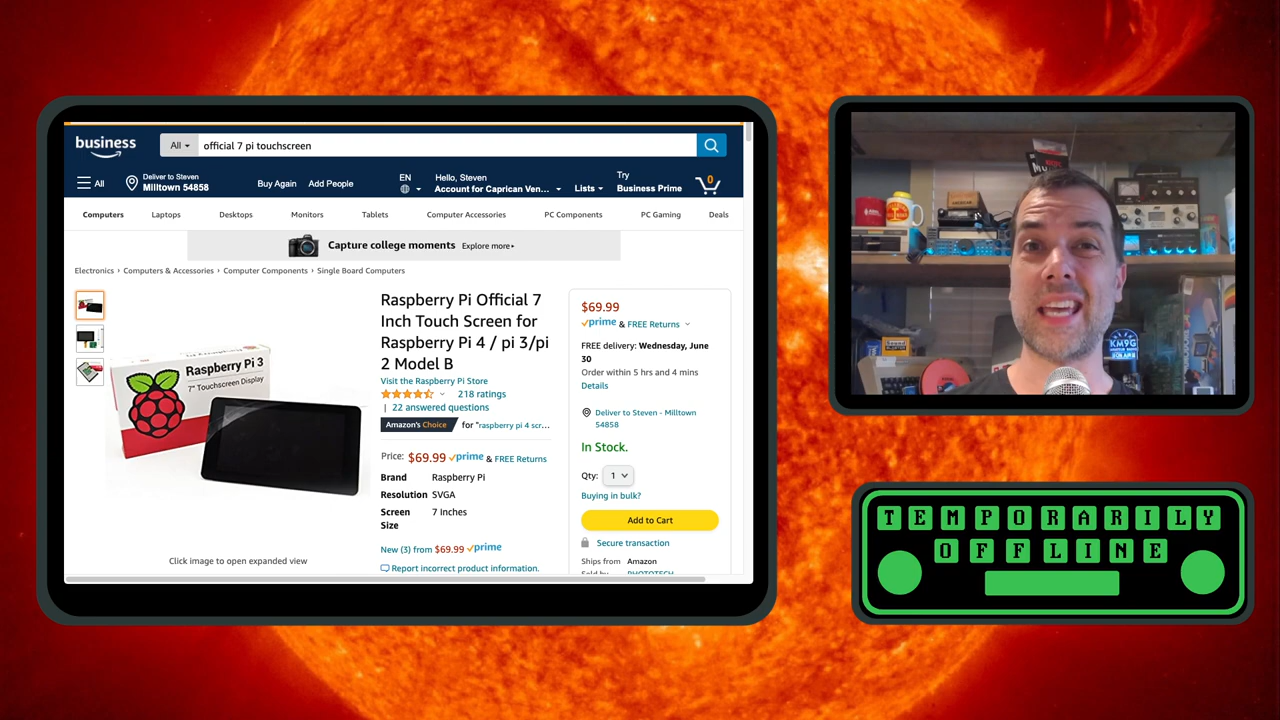 business
All
official 7 pi touchscreen
All
Deliver to Steven
Milltown 54858
Buy Again
Add People
EN
Hello, Steven
Account for Caprican Ven...
Lists
Try
Business Prime
0
Computers
Laptops
Desktops
Monitors
Tablets
Computer Accessories
PC Components
PC Gaming
Deals
Capture college moments Explore more
Electronics › Computers & Accessories › Computer Components › Single Board Computers
Raspberry Pi 3
7" Touchscreen Display
Click image to open expanded view
Raspberry Pi Official 7
Inch Touch Screen for
Raspberry Pi 4 / pi 3/pi
2 Model B
Visit the Raspberry Pi Store
218 ratings
| 22 answered questions
Amazon's Choice for "raspberry pi 4 scr...
Price: $69.99 prime & FREE Returns
Brand Raspberry Pi
Resolution SVGA
Screen 7 Inches
Size
New (3) from $69.99 prime
Report incorrect product information.
$69.99
prime & FREE Returns
FREE delivery: Wednesday, June
30
Order within 5 hrs and 4 mins
Details
Deliver to Steven - Milltown
54858
In Stock.
Qty: 1
Buying in bulk?
Add to Cart
Secure transaction
Ships from Amazon
Sold by PHOTOTECH
KM9G
TEMPORARILY
OFFLINE